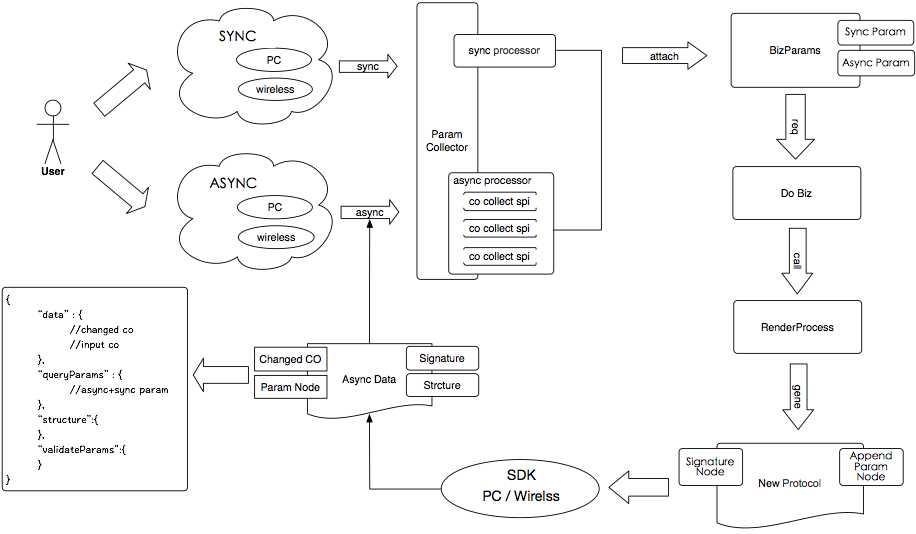 SYNC
PC
wireless
sync
User
ASYNC
PC
wireless
async
Param
Collector
sync processor
async processor
co collect spi
co collect spi
co collect spi
attach
BizParams
Sync Param
Async Param
req
Do Biz
call
RenderProcess
gene
Signature
Node
New Protocol
Append
Param
Node
SDK
PC / Wirelss
Changed CO
Param Node
Async Data
Signature
Strcture
{
“data” : {
//changed co
//input co
},
“queryParams” : {
//async+sync param
},
“structure”:{
},
“validateParams”:{
}
}